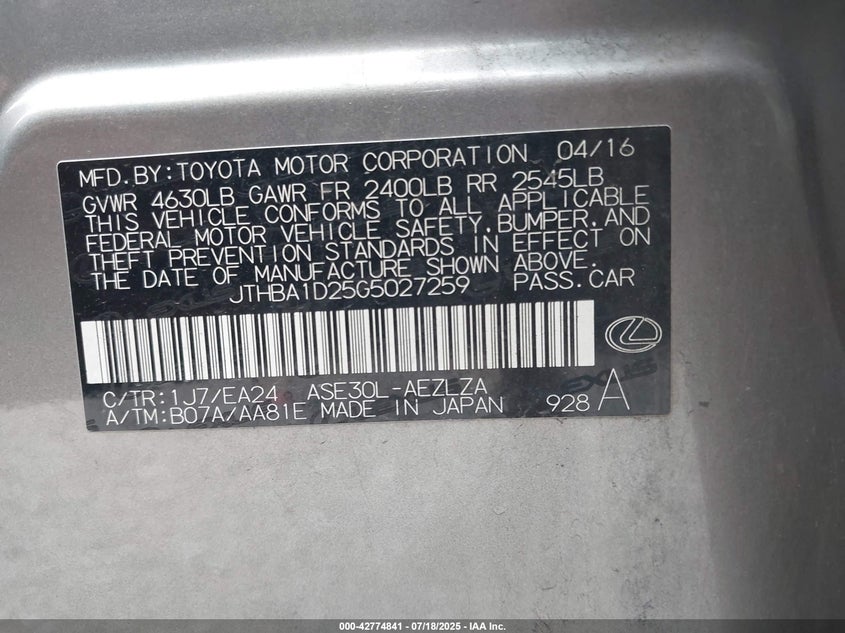 MFD.BY:TOYOTA MOTOR CORPORATION 04/16
GVWR 4630LB GAWR FR 2400LB RR 2545LB
THIS VEHICLE CONFORMS TO ALL APPLICABLE
FEDERAL MOTOR VEHICLE SAFETY,BUMPER,AND
THEFT PREVENTION STANDARDS IN EFFECT ON
THE DATE OF MANUFACTURE SHOWN ABOVE.
JTHBA1D25G5027259 PASS.CAR
C/TR:1J7/EA24 ASE30L-AEZLZA
A/TM:B07A/AA81E MADE IN JAPAN 928 A
000-42774841 - 07/18/2025 - IAA Inc.